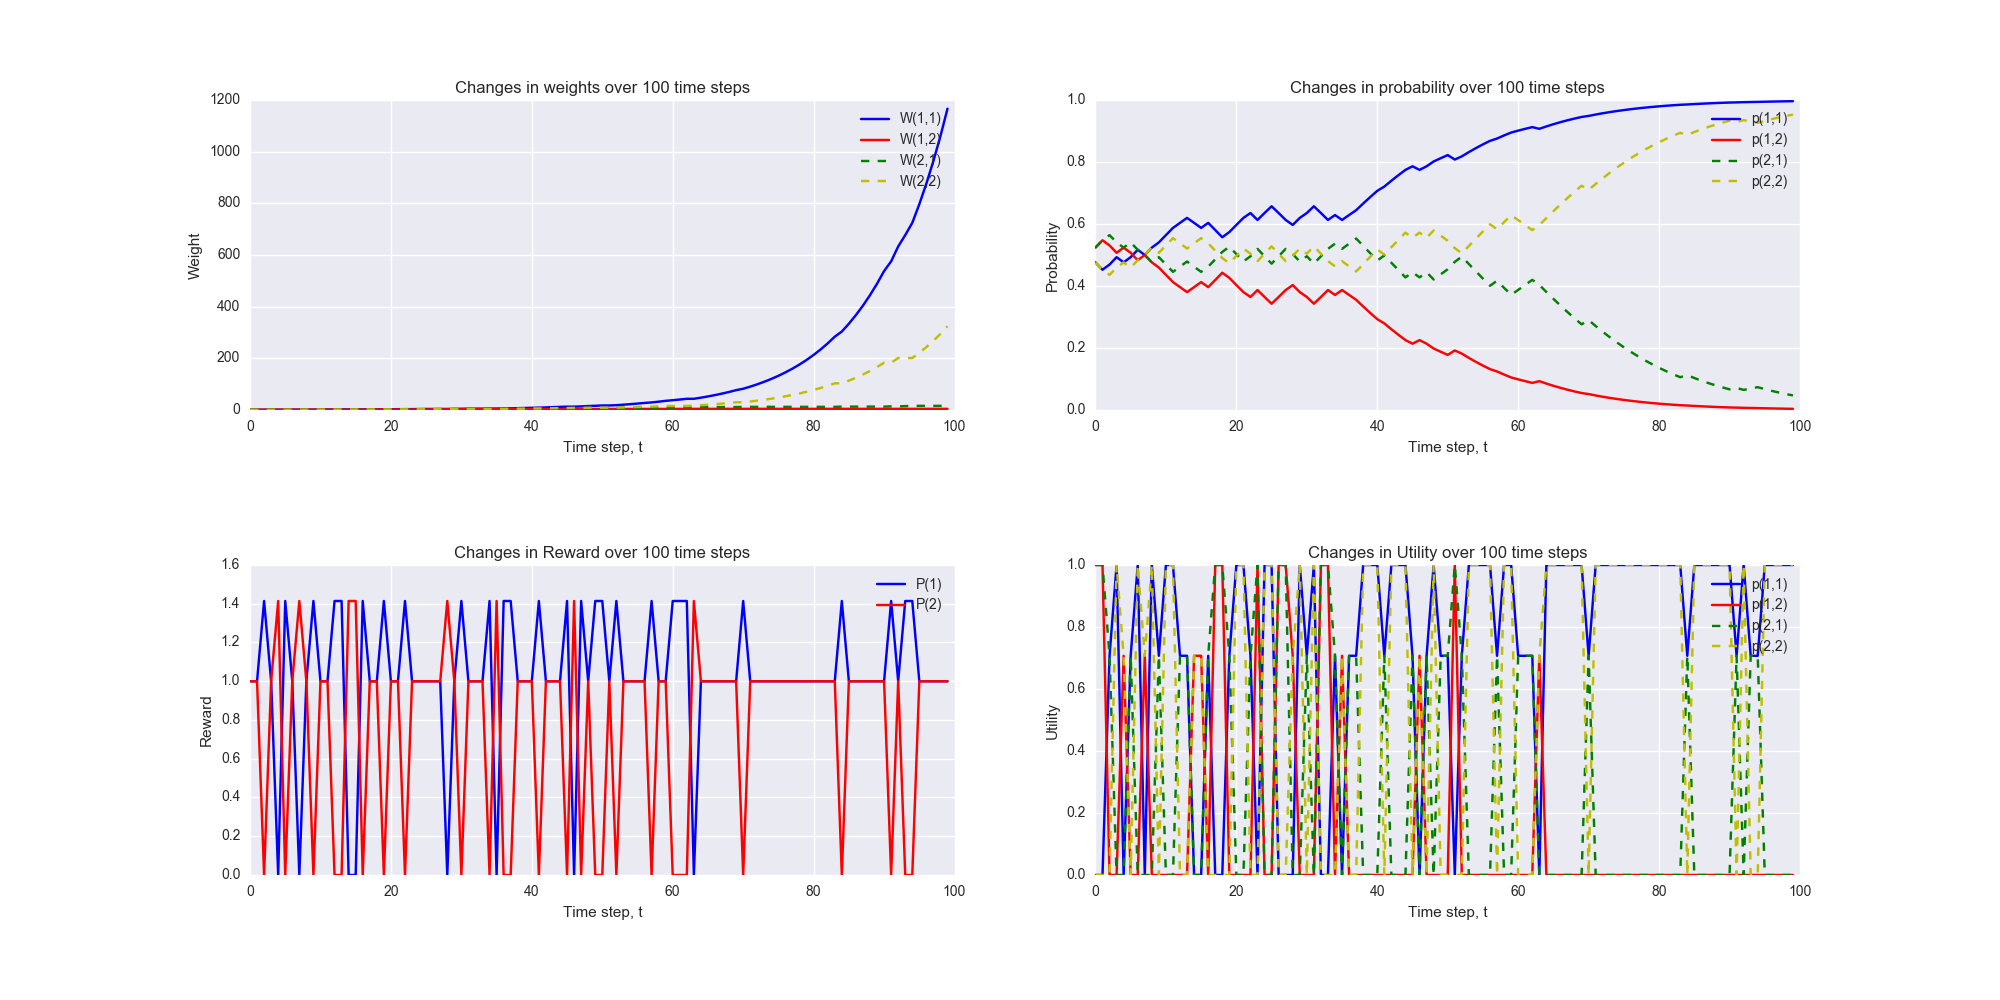 Changes in weights over 100 time steps
1200
1000
800
600
400
200
0
Weight
0 20 40 60 80 100
Time step, t
W(1,1)
W(1,2)
W(2,1)
W(2,2)
Changes in probability over 100 time steps
1.0
0.8
0.6
0.4
0.2
0.0
Probability
0 20 40 60 80 100
Time step, t
p(1,1)
p(1,2)
p(2,1)
p(2,2)
Changes in Reward over 100 time steps
1.6
1.4
1.2
1.0
0.8
0.6
0.4
0.2
0.0
Reward
0 20 40 60 80 100
Time step, t
P(1)
P(2)
Changes in Utility over 100 time steps
1.0
0.8
0.6
0.4
0.2
0.0
Utility
0 20 40 60 80 100
Time step, t
p(1,1)
p(1,2)
p(2,1)
p(2,2)